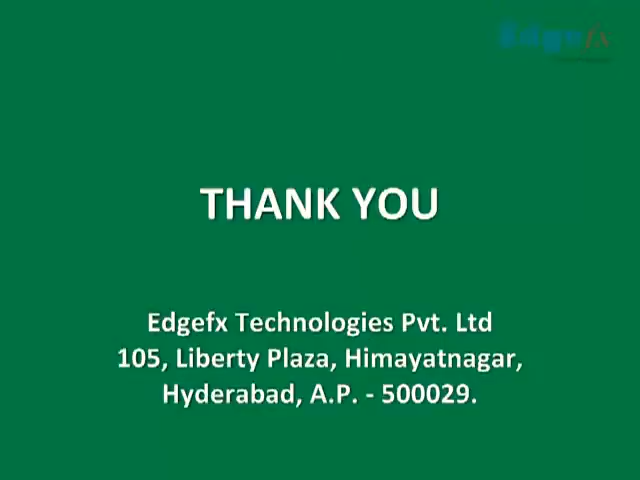 Edgefx
THANK YOU
Edgefx Technologies Pvt. Ltd
105, Liberty Plaza, Himayatnagar,
Hyderabad, A.P. - 500029.